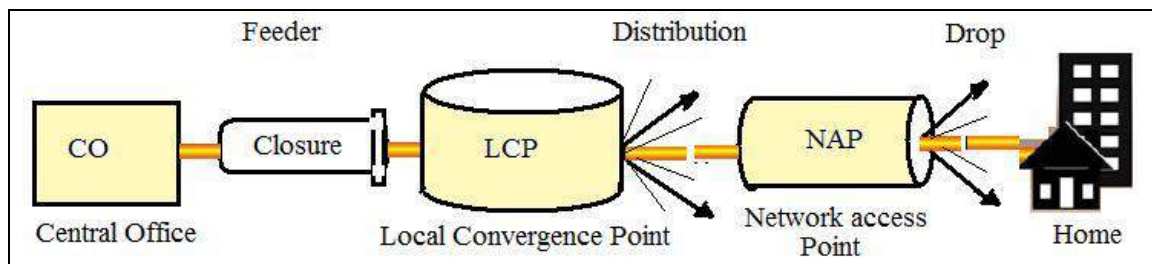 Feeder
Distribution
Drop
CO
Closure
LCP
NAP
Central Office
Local Convergence Point
Network access
Point
Home